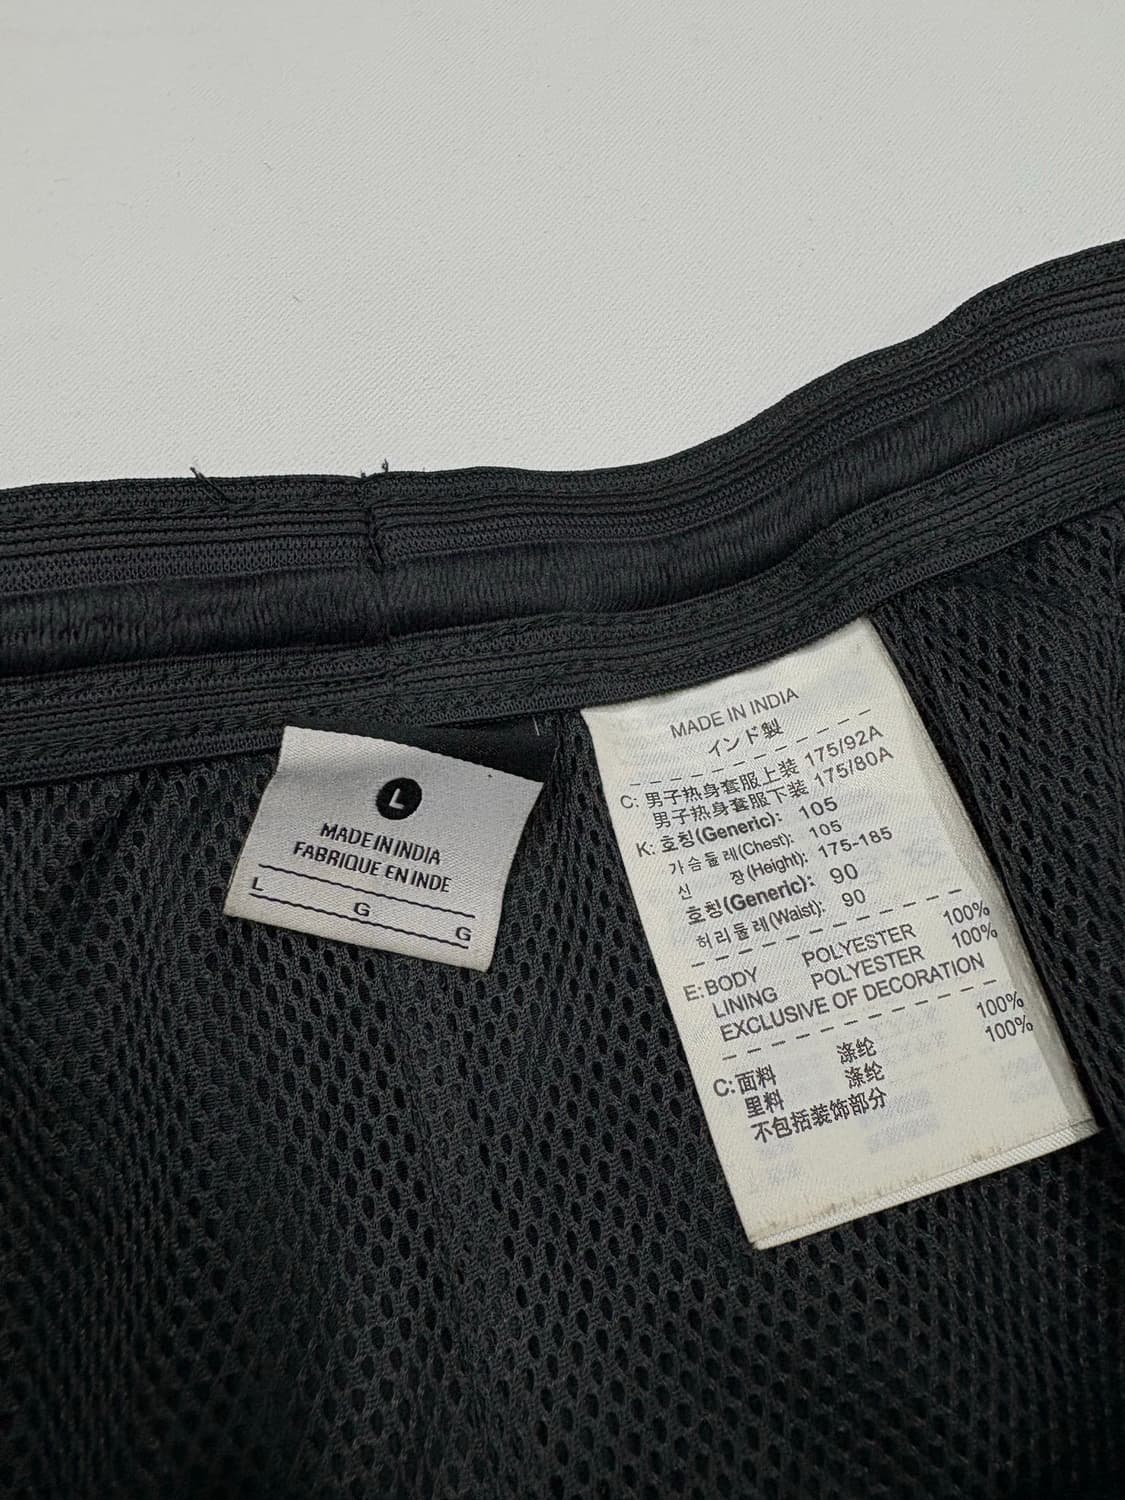 L
MADE IN INDIA
FABRIQUE EN INDE
L
G
G
MADE IN INDIA
インド製
C: 男子热身套服上装 175/92A
男子热身套服下装 175/80A
K: 호칭(Generic): 105
가슴둘레(Chest): 105
신 장(Height): 175-185
호칭(Generic): 90
허리둘레(Waist): 90
E: BODY POLYESTER 100%
LINING POLYESTER 100%
EXCLUSIVE OF DECORATION
C: 面料 涤纶 100%
里料 涤纶 100%
不包括装饰部分